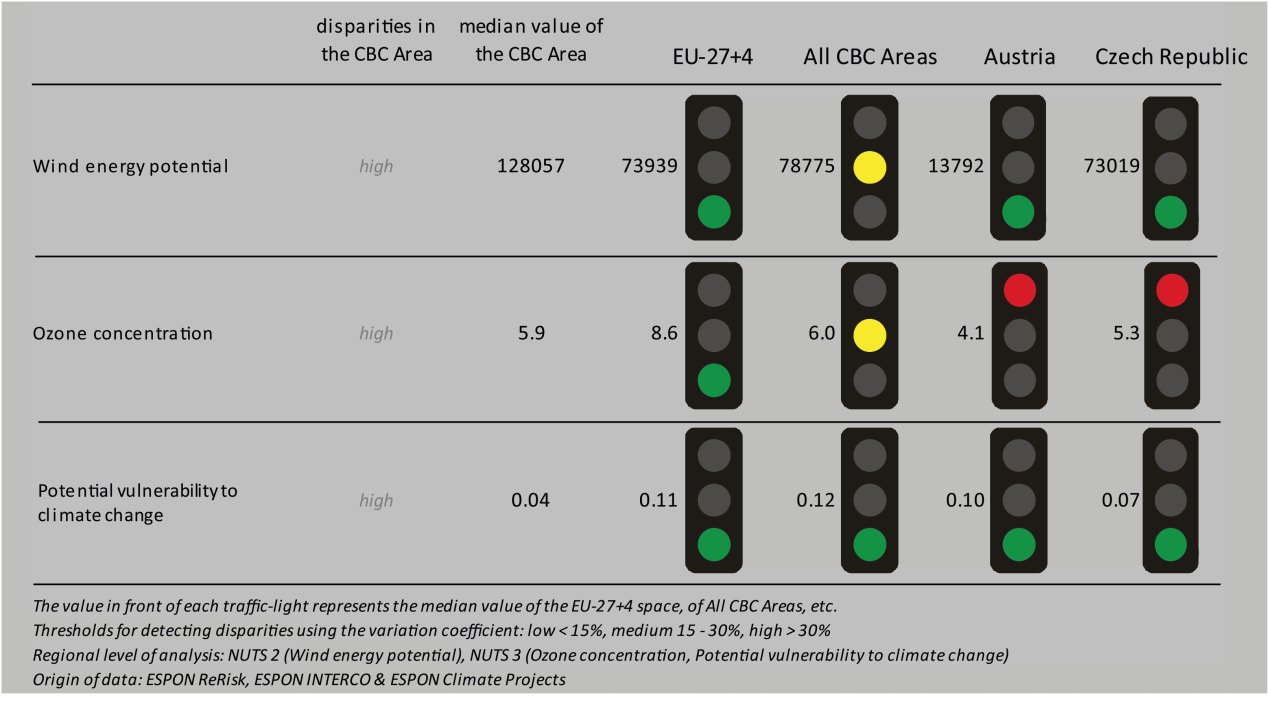 disparities in median value of
the CBC Area the CBC Area EU-27+4 All CBC Areas Austria Czech Republic
Wind energy potential high 128057 73939 78775 13792 73019
Ozone concentration high 5.9 8.6 6.0 4.1 5.3
Potential vulnerability to
climate change high 0.04 0.11 0.12 0.10 0.07
The value in front of each traffic-light represents the median value of the EU-27+4 space, of All CBC Areas, etc.
Thresholds for detecting disparities using the variation coefficient: low < 15%, medium 15 - 30%, high > 30%
Regional level of analysis: NUTS 2 (Wind energy potential), NUTS 3 (Ozone concentration, Potential vulnerability to climate change)
Origin of data: ESPON ReRisk, ESPON INTERCO & ESPON Climate Projects